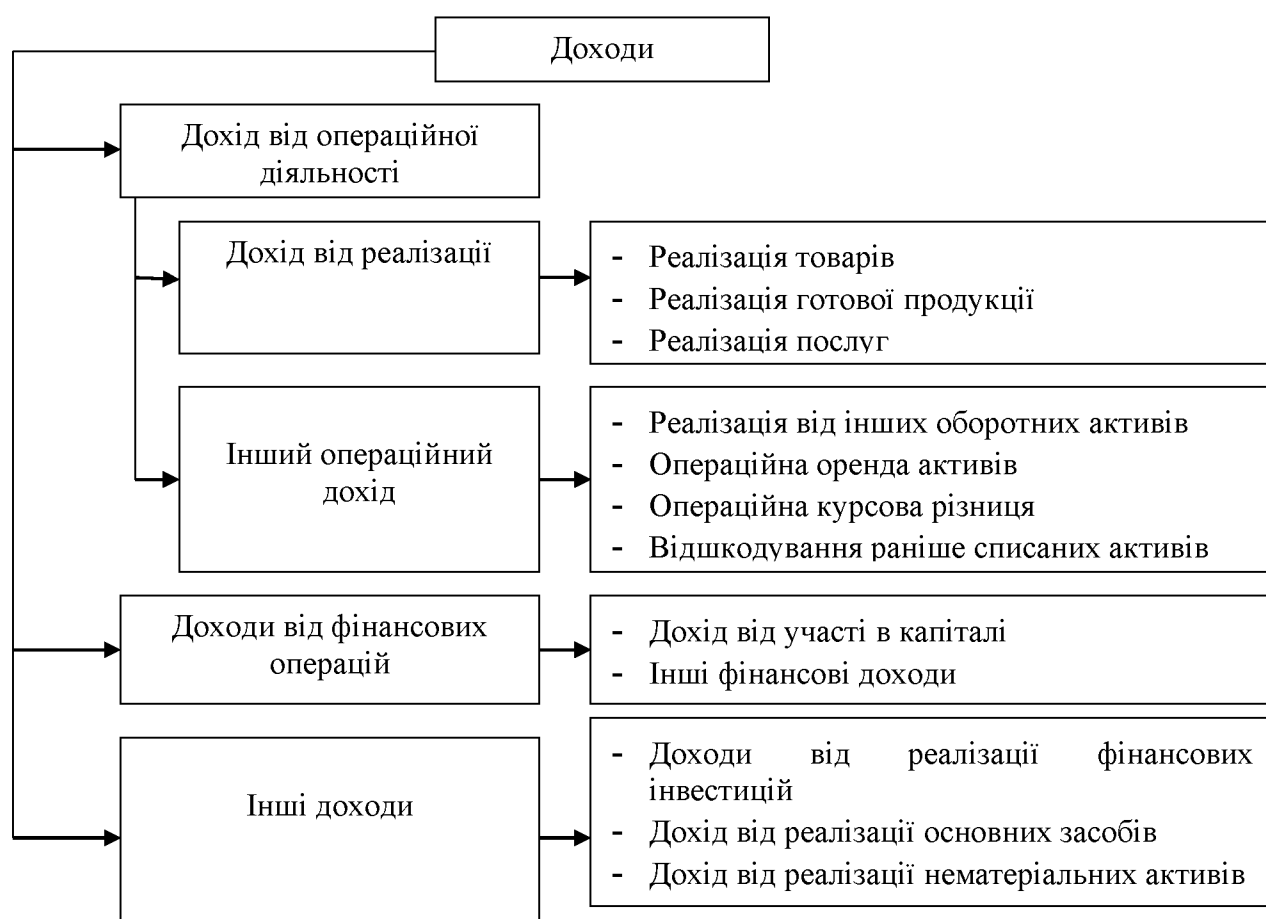 Доходи
Дохід від операційної
діяльності
Дохід від реалізації
- Реалізація товарів
- Реалізація готової продукції
- Реалізація послуг
Інший операційний
дохід
- Реалізація від інших оборотних активів
- Операційна оренда активів
- Операційна курсова різниця
- Відшкодування раніше списаних активів
Доходи від фінансових
операцій
- Дохід від участі в капіталі
- Інші фінансові доходи
Інші доходи
- Доходи від реалізації фінансових
інвестицій
- Дохід від реалізації основних засобів
- Дохід від реалізації нематеріальних активів